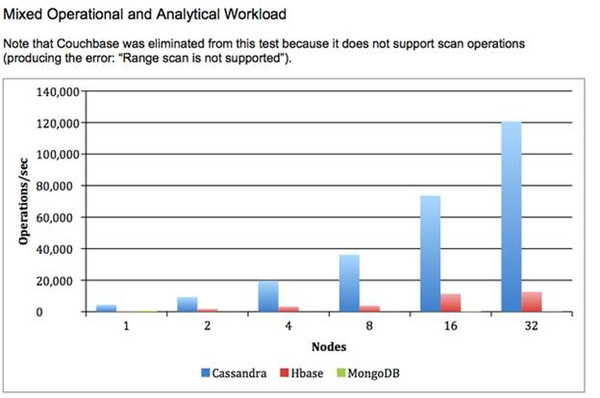 Mixed Operational and Analytical Workload
Note that Couchbase was eliminated from this test because it does not support scan operations
(producing the error: “Range scan is not supported”).
140,000
120,000
100,000
80,000
60,000
40,000
20,000
0
Operations/sec
1 2 4 8 16 32
Nodes
Cassandra Hbase MongoDB